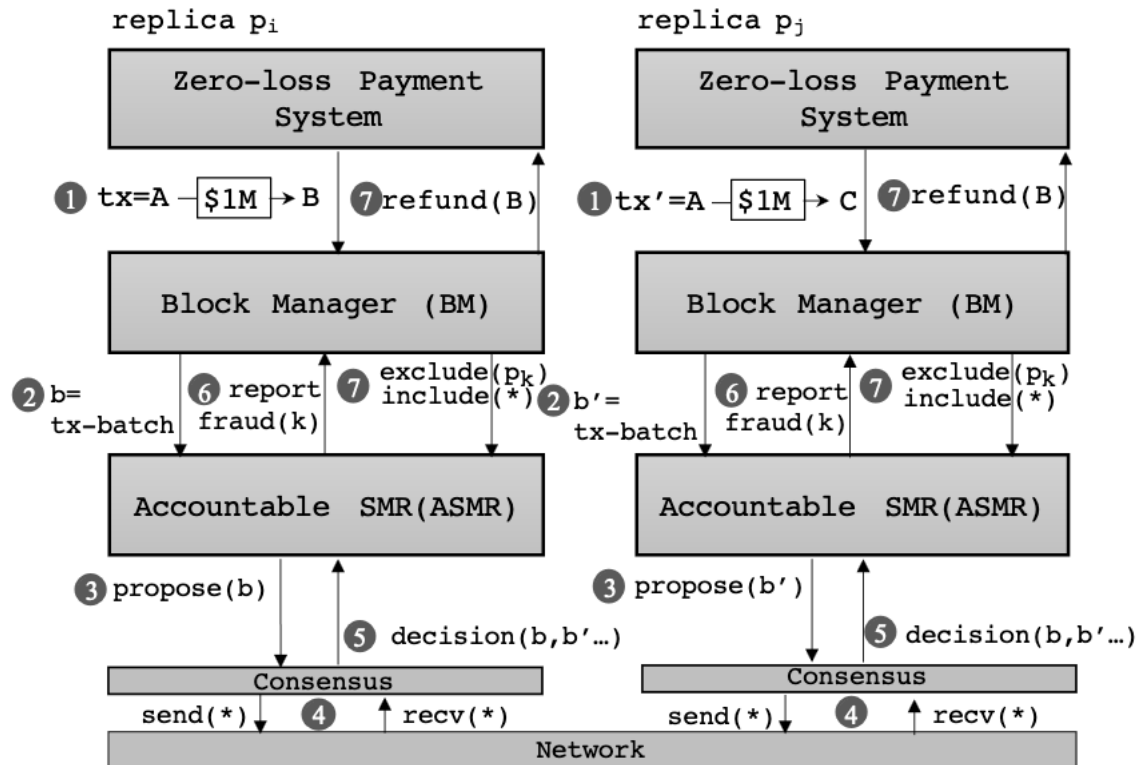 replica pi
Zero-loss Payment
System
1 tx=A $1M B
7 refund(B)
Block Manager (BM)
2 b=
tx-batch
6 report
fraud(k)
7 exclude(pk)
include(*)
Accountable SMR(ASMR)
3 propose(b)
5 decision(b,b’…)
Consensus
send(*)
4
recv(*)
replica pj
Zero-loss Payment
System
1 tx’=A $1M C
7 refund(B)
Block Manager (BM)
2 b’=
tx-batch
6 report
fraud(k)
7 exclude(pk)
include(*)
Accountable SMR(ASMR)
3 propose(b’)
5 decision(b,b’…)
Consensus
send(*)
4
recv(*)
Network